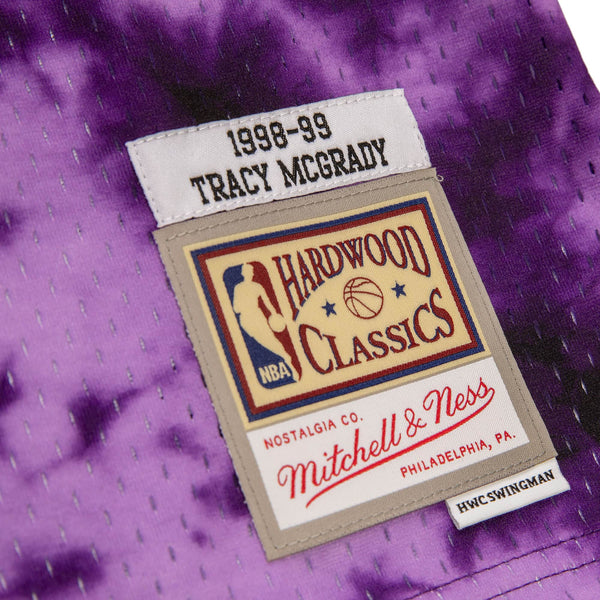 1998-99
TRACY MCGRADY
HARDWOOD
CLASSICS
NBA
NOSTALGIA CO.
Mitchell & Ness
PHILADELPHIA, PA.
HWC SWINGMAN